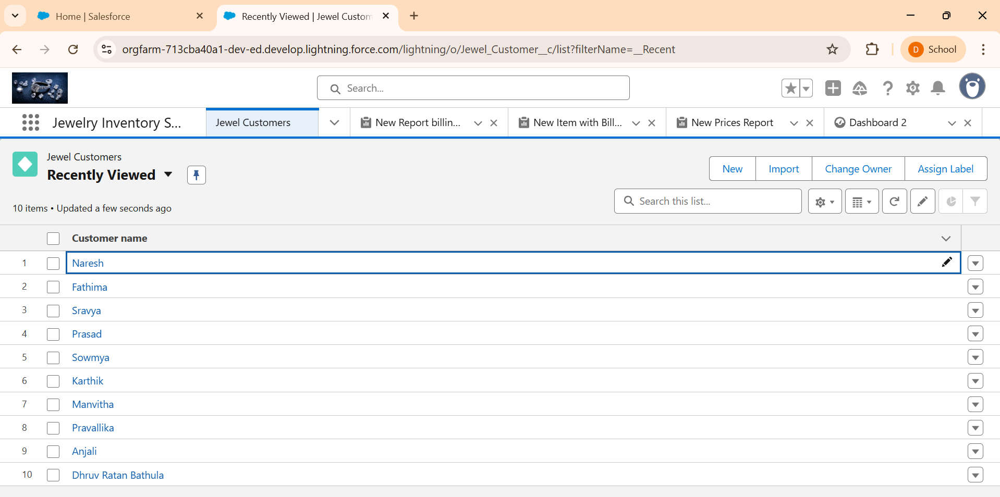 Home | Salesforce
Recently Viewed | Jewel Custom
orgfarm-713cba40a1-dev-ed.develop.lightning.force.com/lightning/o/Jewel_Customer__c/list?filterName=__Recent
D School
Search...
Jewelry Inventory S...
Jewel Customers
New Report billin...
New Item with Bill...
New Prices Report
Dashboard 2
Jewel Customers
Recently Viewed
New
Import
Change Owner
Assign Label
10 items • Updated a few seconds ago
Search this list...
Customer name
1 Naresh
2 Fathima
3 Sravya
4 Prasad
5 Sowmya
6 Karthik
7 Manvitha
8 Pravallika
9 Anjali
10 Dhruv Ratan Bathula